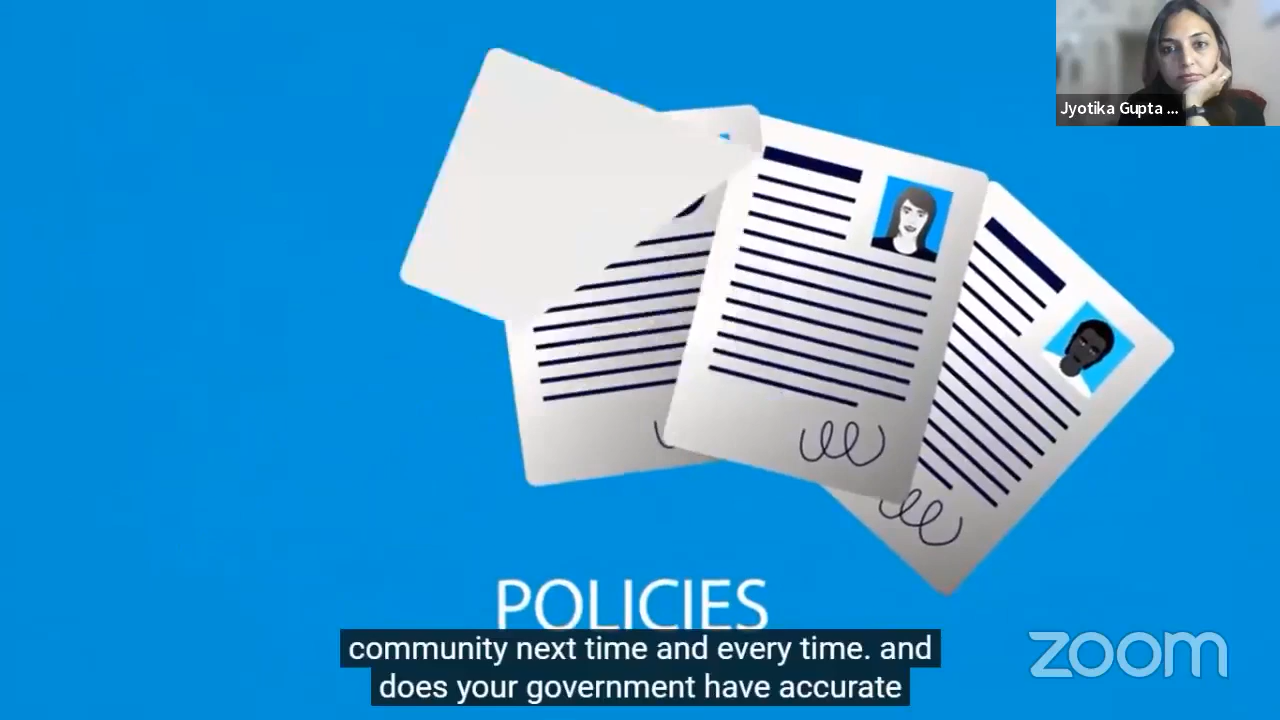 Jyotika Gupta ...
POLICIES
community next time and every time. and
does your government have accurate
zoom